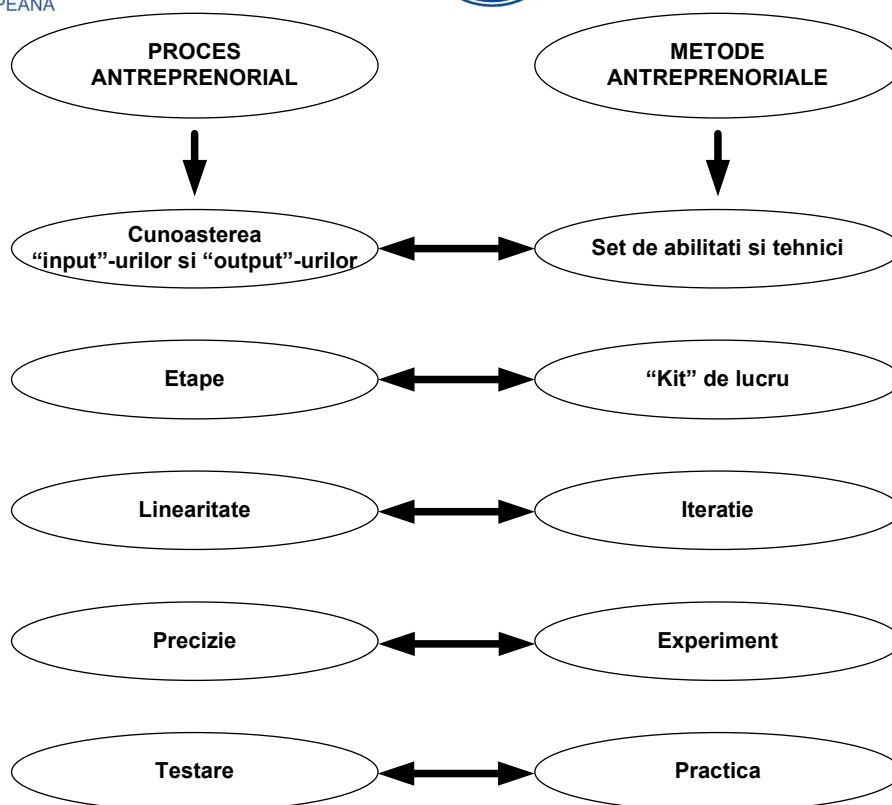 PROCES
ANTREPRENORIAL
METODE
ANTREPRENORIALE
Cunoasterea
“input”-urilor si “output”-urilor
Set de abilitati si tehnici
Etape
“Kit” de lucru
Linearitate
Iteratie
Precizie
Experiment
Testare
Practica